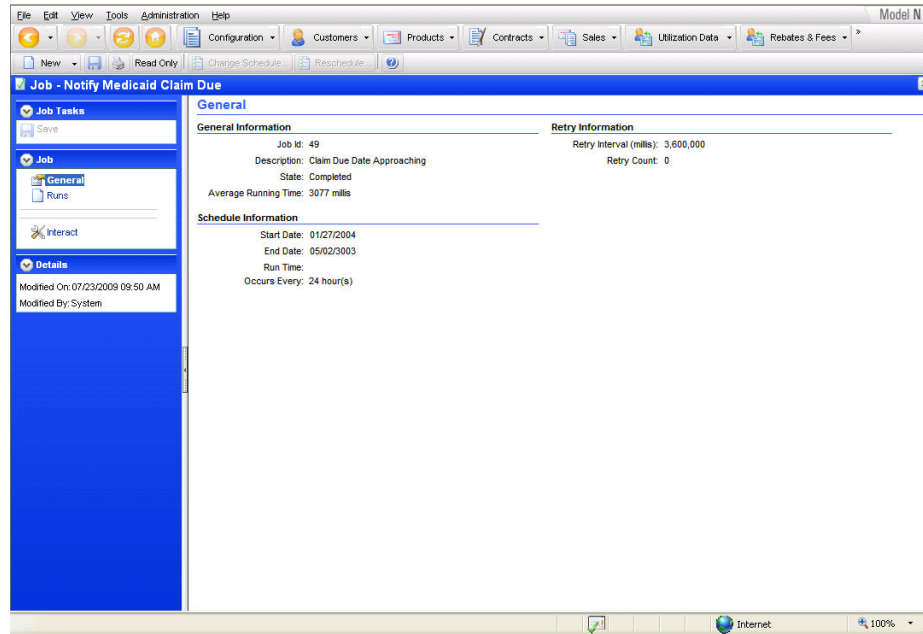 File Edit View Tools Administration Help
Model N
Configuration Customers Products Contracts Sales Utilization Data Rebates & Fees »
New Read Only Change Schedule... Reschedule...
Job - Notify Medicaid Claim Due
Job Tasks
Save
Job
General
Runs
Interact
Details
Modified On: 07/23/2009 09:50 AM
Modified By: System
General
General Information
Job Id: 49
Description: Claim Due Date Approaching
State: Completed
Average Running Time: 3077 millis
Schedule Information
Start Date: 01/27/2004
End Date: 05/02/3003
Run Time:
Occurs Every: 24 hour(s)
Retry Information
Retry Interval (millis): 3,600,000
Retry Count: 0
Internet
100%